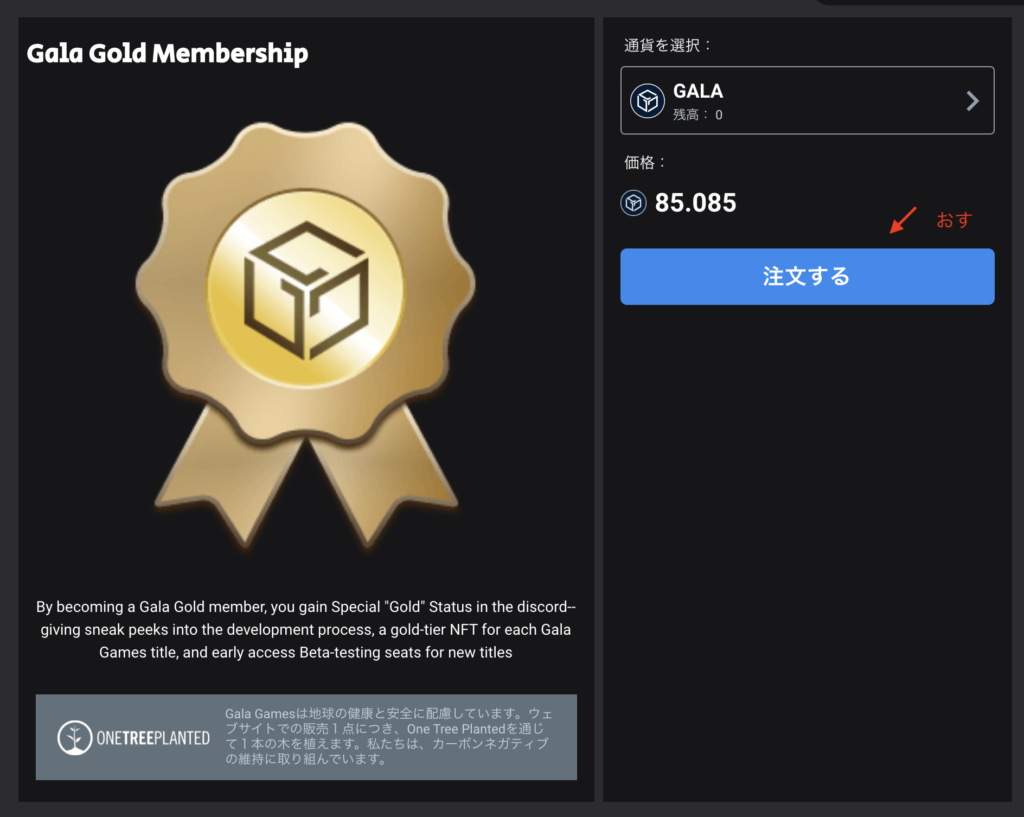 Gala Gold Membership
By becoming a Gala Gold member, you gain Special "Gold" Status in the discord--
giving sneak peeks into the development process, a gold-tier NFT for each Gala
Games title, and early access Beta-testing seats for new titles
ONETREEPLANTED
Gala Gamesは地球の健康と安全に配慮しています。ウェ
ブサイトでの販売１点につき、One Tree Plantedを通じ
て１本の木を植えます。私たちは、カーボンネガティブ
の維持に取り組んでいます。
通貨を選択：
GALA
残高： 0
価格：
85.085
おす
注文する